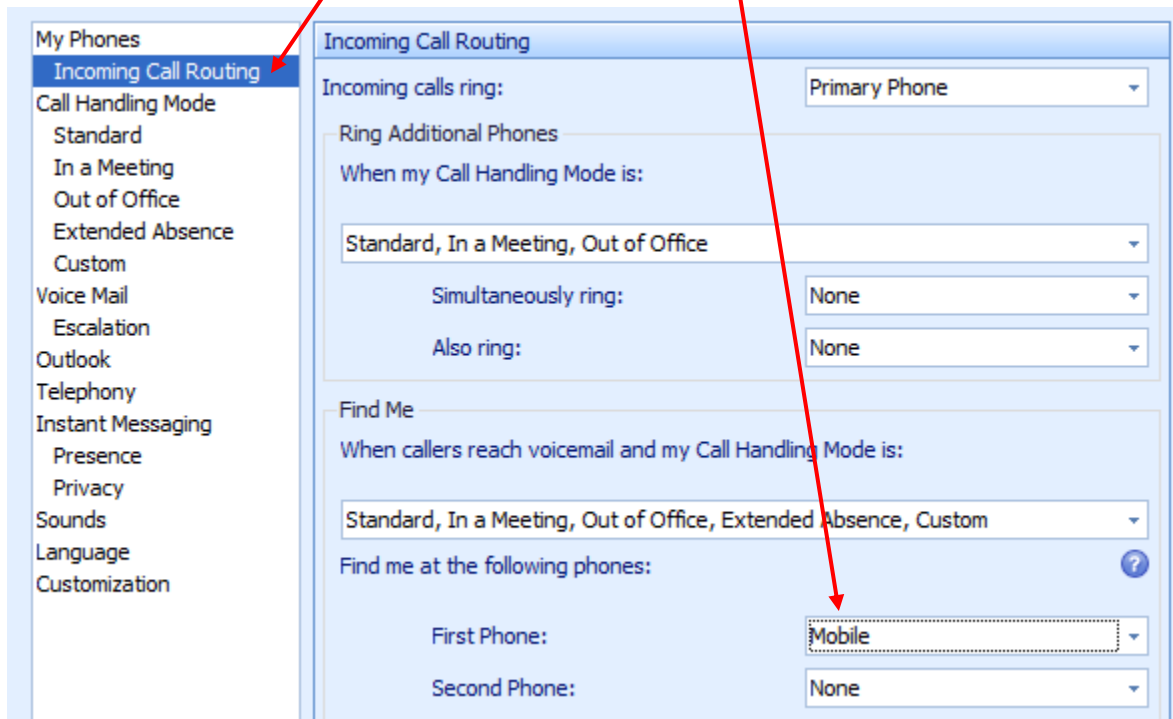 My Phones
Incoming Call Routing
Call Handling Mode
Standard
In a Meeting
Out of Office
Extended Absence
Custom
Voice Mail
Escalation
Outlook
Telephony
Instant Messaging
Presence
Privacy
Sounds
Language
Customization
Incoming Call Routing
Incoming calls ring: Primary Phone
Ring Additional Phones
When my Call Handling Mode is:
Standard, In a Meeting, Out of Office
Simultaneously ring: None
Also ring: None
Find Me
When callers reach voicemail and my Call Handling Mode is:
Standard, In a Meeting, Out of Office, Extended Absence, Custom
Find me at the following phones: ?
First Phone: Mobile
Second Phone: None